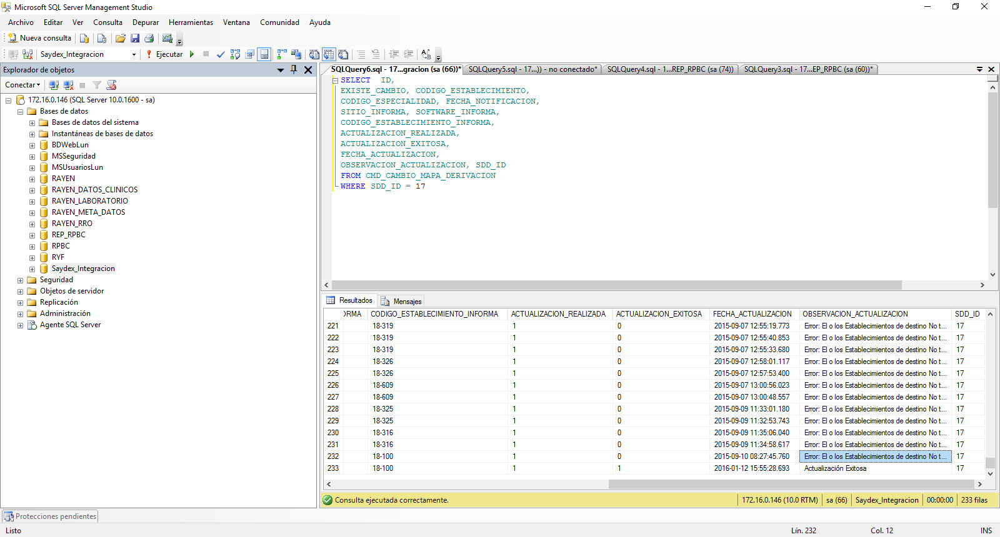 Microsoft SQL Server Management Studio
Archivo Editar Ver Consulta Depurar Herramientas Ventana Comunidad Ayuda
Nueva consulta
Saydex_Integracion Ejecutar
Explorador de objetos
Conectar
172.16.0.146 (SQL Server 10.0.1600 - sa)
Bases de datos
Bases de datos del sistema
Instantáneas de bases de datos
BDWebLun
MSSeguridad
MSUsuariosLun
RAYEN
RAYEN_DATOS_CLINICOS
RAYEN_LABORATORIO
RAYEN_META_DATOS
RAYEN_RRO
REP_RPBC
RPBC
RYF
Saydex_Integracion
Seguridad
Objetos de servidor
Replicación
Administración
Agente SQL Server
SQLQuery6.sql - 17...gracion (sa (66))* SQLQuery5.sql - 17...)) - no conectado* SQLQuery4.sql - 1...REP_RPBC (sa (74)) SQLQuery3.sql - 17...EP_RPBC (sa (60))*
SELECT ID,
EXISTE_CAMBIO, CODIGO_ESTABLECIMIENTO,
CODIGO_ESPECIALIDAD, FECHA_NOTIFICACION,
SITIO_INFORMA, SOFTWARE_INFORMA,
CODIGO_ESTABLECIMIENTO_INFORMA,
ACTUALIZACION_REALIZADA,
ACTUALIZACION_EXITOSA,
FECHA_ACTUALIZACION,
OBSERVACION_ACTUALIZACION, SDD_ID
FROM CMD_CAMBIO_MAPA_DERIVACION
WHERE SDD_ID = 17
Resultados Mensajes
ORMA CODIGO_ESTABLECIMIENTO_INFORMA ACTUALIZACION_REALIZADA ACTUALIZACION_EXITOSA FECHA_ACTUALIZACION OBSERVACION_ACTUALIZACION SDD_ID
221 18-319 1 0 2015-09-07 12:55:19.773 Error: El o los Establecimientos de destino No t... 17
222 18-319 1 0 2015-09-07 12:55:40.853 Error: El o los Establecimientos de destino No t... 17
223 18-319 1 0 2015-09-07 12:55:33.680 Error: El o los Establecimientos de destino No t... 17
224 18-326 1 0 2015-09-07 12:58:01.117 Error: El o los Establecimientos de destino No t... 17
225 18-326 1 0 2015-09-07 12:57:53.400 Error: El o los Establecimientos de destino No t... 17
226 18-609 1 0 2015-09-07 13:00:56.023 Error: El o los Establecimientos de destino No t... 17
227 18-609 1 0 2015-09-07 13:00:48.557 Error: El o los Establecimientos de destino No t... 17
228 18-325 1 0 2015-09-09 11:33:01.180 Error: El o los Establecimientos de destino No t... 17
229 18-325 1 0 2015-09-09 11:32:53.743 Error: El o los Establecimientos de destino No t... 17
230 18-316 1 0 2015-09-09 11:35:06.040 Error: El o los Establecimientos de destino No t... 17
231 18-316 1 0 2015-09-09 11:34:58.617 Error: El o los Establecimientos de destino No t... 17
232 18-100 1 0 2015-09-10 08:27:45.760 Error: El o los Establecimientos de destino No t... 17
233 18-100 1 1 2016-01-12 15:55:28.693 Actualización Exitosa 17
Consulta ejecutada correctamente. 172.16.0.146 (10.0 RTM) sa (66) Saydex_Integracion 00:00:00 233 filas
Protecciones pendientes
Listo Lín. 232 Col. 12 INS